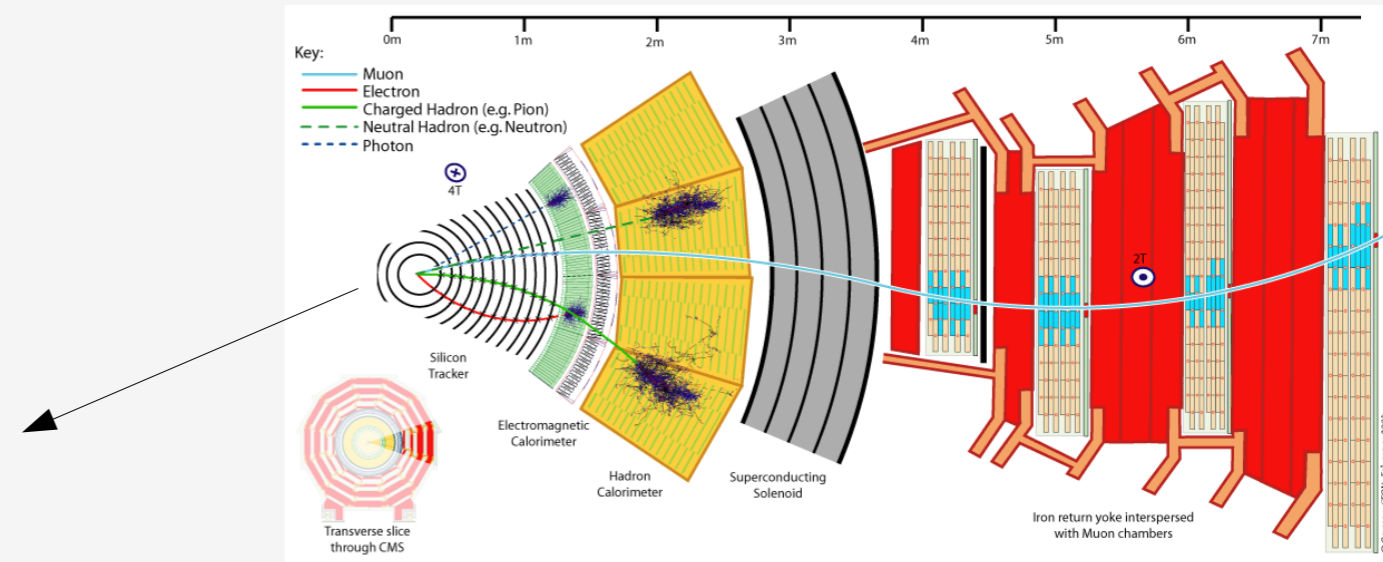 0m 1m 2m 3m 4m 5m 6m 7m
Key:
Muon
Electron
Charged Hadron (e.g. Pion)
Neutral Hadron (e.g. Neutron)
Photon
4T
2T
Silicon
Tracker
Electromagnetic
Calorimeter
Hadron
Calorimeter
Superconducting
Solenoid
Iron return yoke interspersed
with Muon chambers
Transverse slice
through CMS